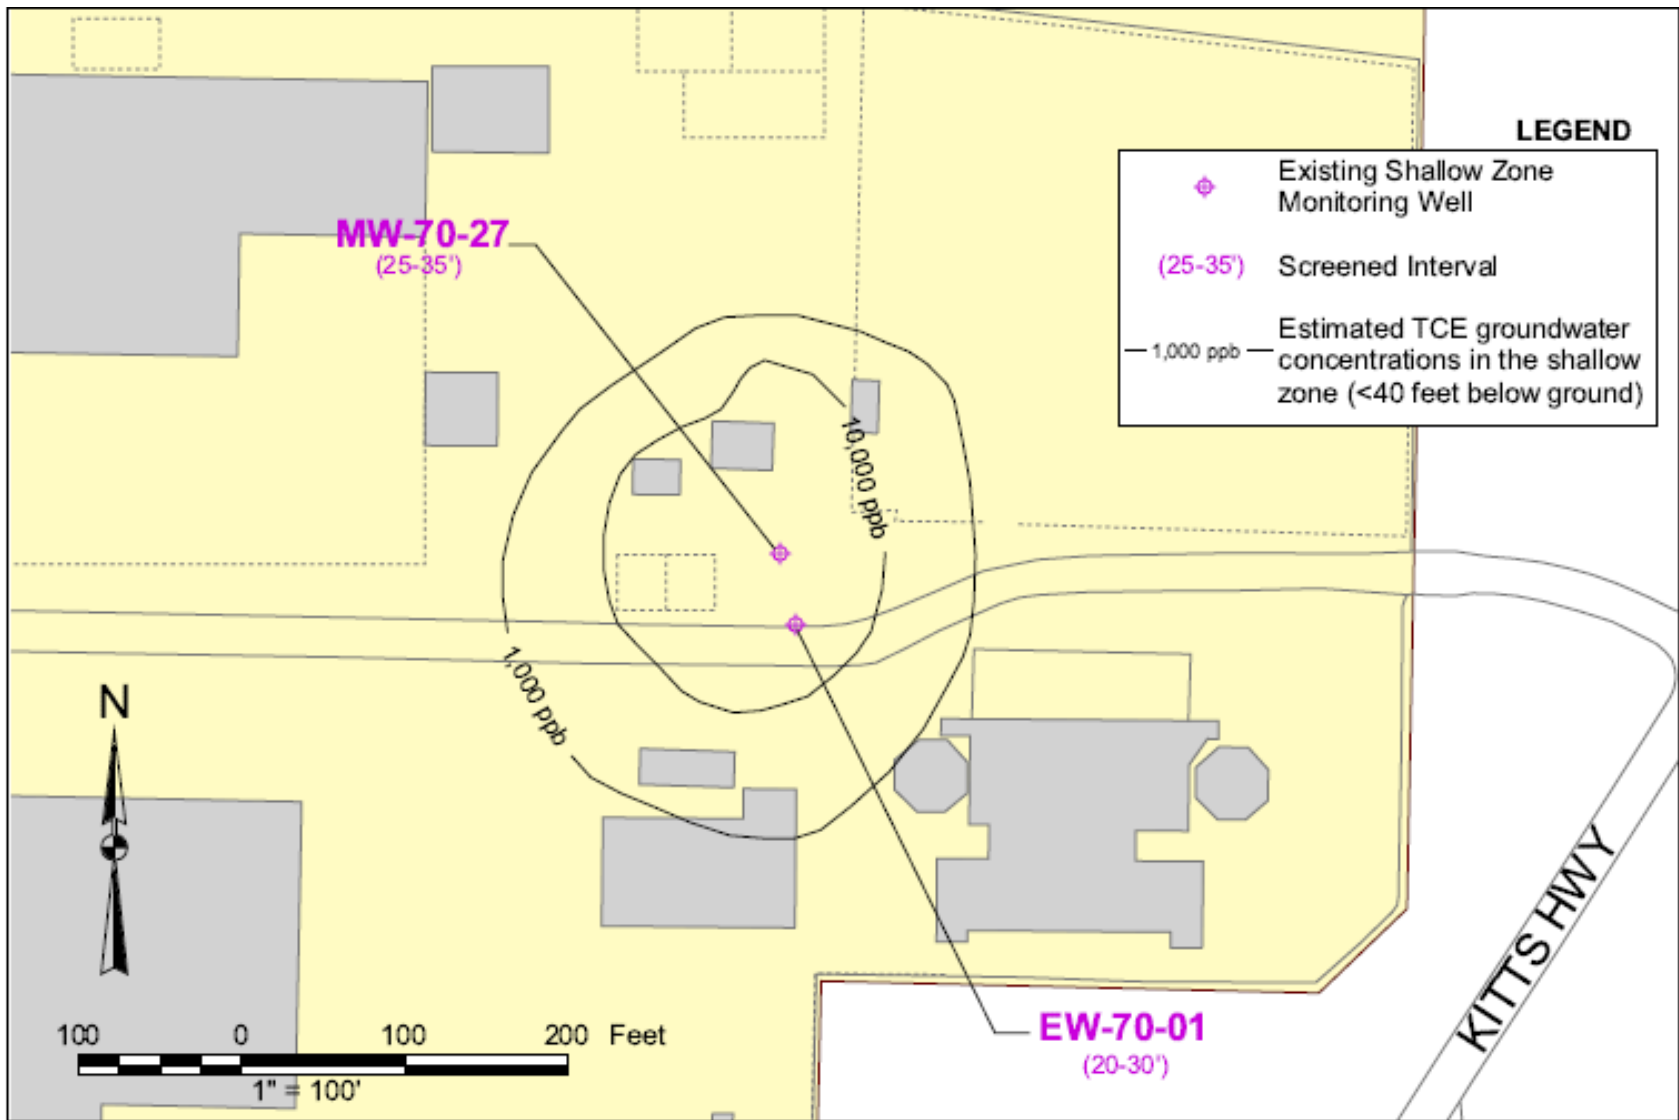 LEGEND
Existing Shallow Zone
Monitoring Well
(25-35') Screened Interval
1,000 ppb Estimated TCE groundwater
concentrations in the shallow
zone (<40 feet below ground)
MW-70-27
(25-35')
10,000 ppb
1,000 ppb
N
100 0 100 200 Feet
1" = 100'
EW-70-01
(20-30')
KITTS HWY